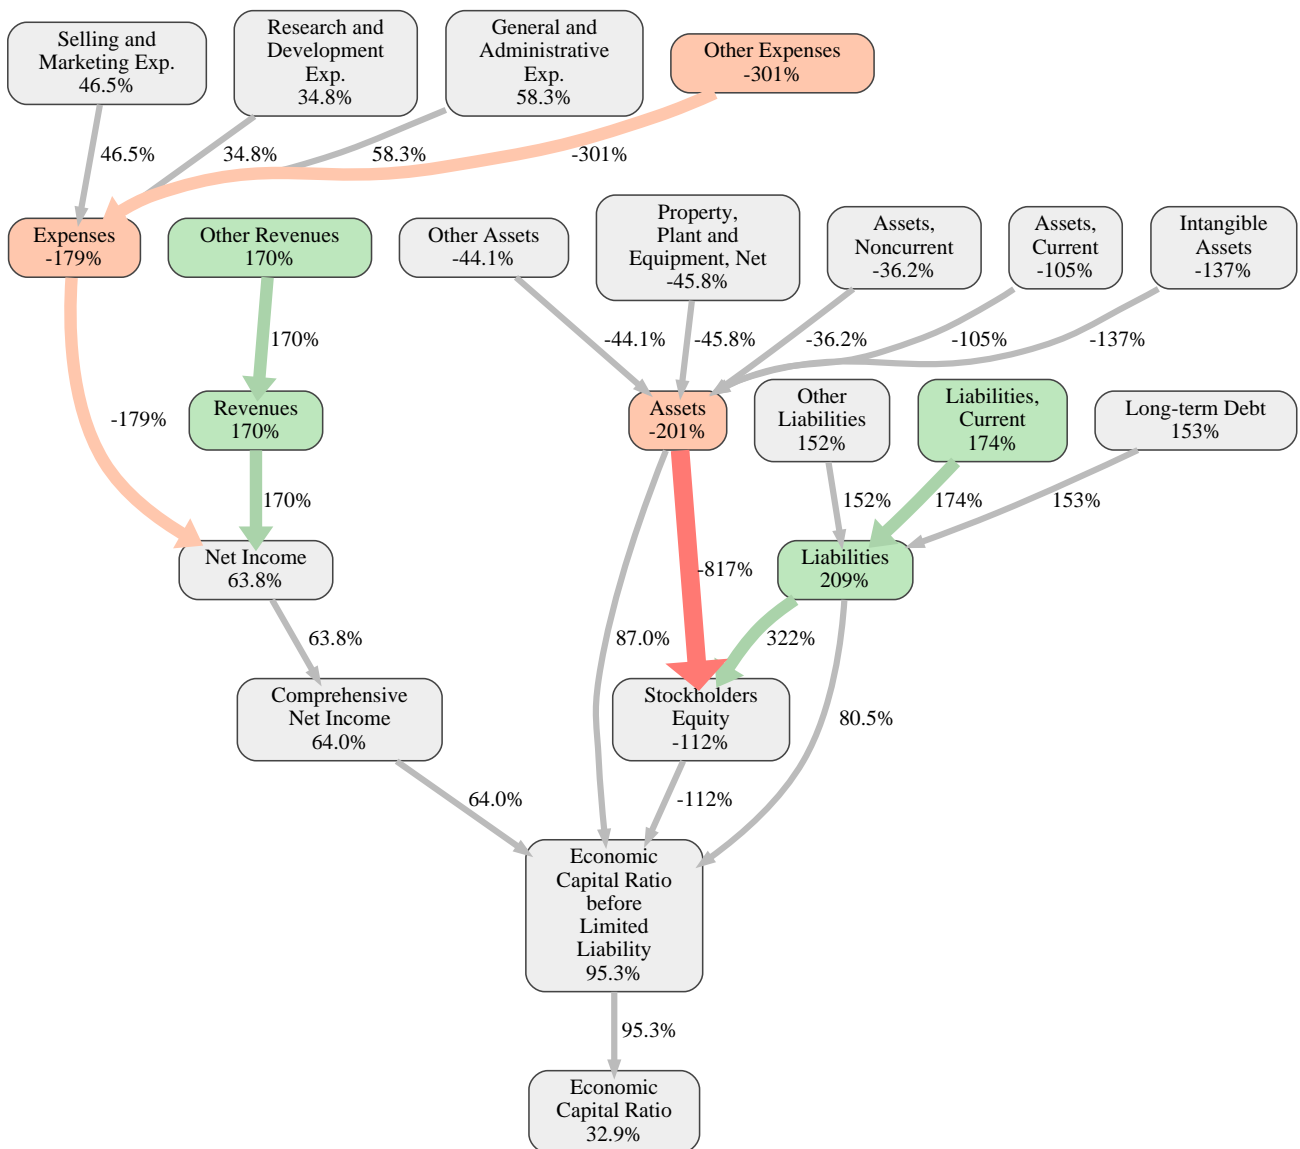 Selling and
Marketing Exp.
46.5%
Research and
Development
Exp.
34.8%
General and
Administrative
Exp.
58.3%
Other Expenses
-301%
46.5%
34.8%
58.3%
-301%
Expenses
-179%
Other Revenues
170%
Other Assets
-44.1%
Property,
Plant and
Equipment, Net
-45.8%
Assets,
Noncurrent
-36.2%
Assets,
Current
-105%
Intangible
Assets
-137%
170%
-44.1%
-45.8%
-36.2%
-105%
-137%
-179%
Revenues
170%
Assets
-201%
Other
Liabilities
152%
Liabilities,
Current
174%
Long-term Debt
153%
170%
152%
174%
153%
Net Income
63.8%
-817%
Liabilities
209%
63.8%
87.0%
322%
Comprehensive
Net Income
64.0%
Stockholders
Equity
-112%
80.5%
64.0%
-112%
Economic
Capital Ratio
before
Limited
Liability
95.3%
95.3%
Economic
Capital Ratio
32.9%